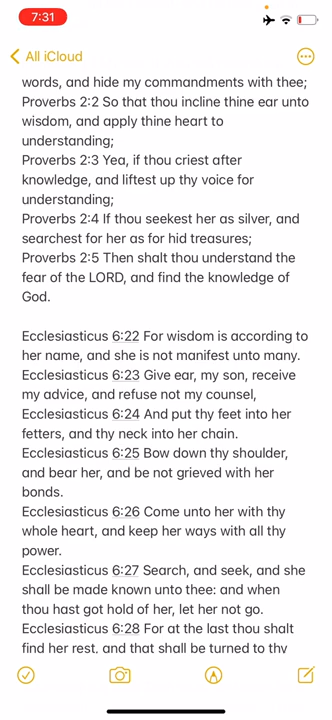 7:31
All iCloud
words, and hide my commandments with thee;
Proverbs 2:2 So that thou incline thine ear unto
wisdom, and apply thine heart to
understanding;
Proverbs 2:3 Yea, if thou criest after
knowledge, and liftest up thy voice for
understanding;
Proverbs 2:4 If thou seekest her as silver, and
searchest for her as for hid treasures;
Proverbs 2:5 Then shalt thou understand the
fear of the LORD, and find the knowledge of
God.
Ecclesiasticus 6:22 For wisdom is according to
her name, and she is not manifest unto many.
Ecclesiasticus 6:23 Give ear, my son, receive
my advice, and refuse not my counsel,
Ecclesiasticus 6:24 And put thy feet into her
fetters, and thy neck into her chain.
Ecclesiasticus 6:25 Bow down thy shoulder,
and bear her, and be not grieved with her
bonds.
Ecclesiasticus 6:26 Come unto her with thy
whole heart, and keep her ways with all thy
power.
Ecclesiasticus 6:27 Search, and seek, and she
shall be made known unto thee: and when
thou hast got hold of her, let her not go.
Ecclesiasticus 6:28 For at the last thou shalt
find her rest, and that shall be turned to thy